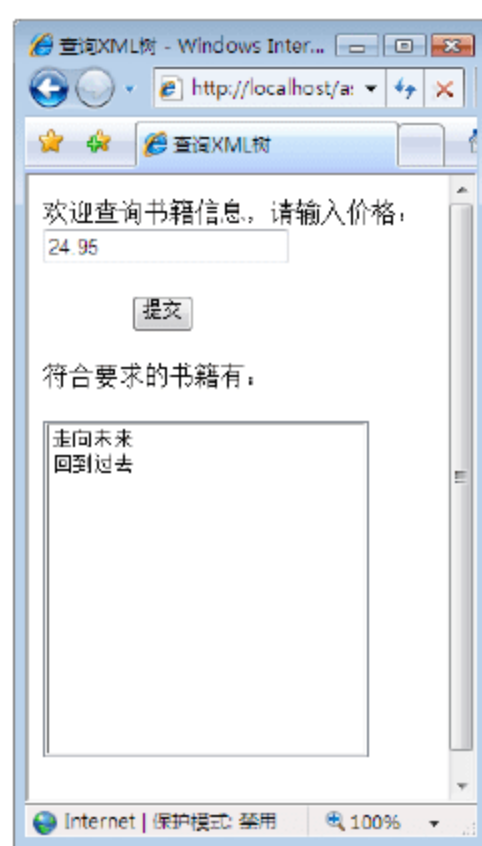 查询XML树 - Windows Inter...
http://localhost/a:
查询XML树
欢迎查询书籍信息，请输入价格：
24.95
提交
符合要求的书籍有：
走向未来
回到过去
Internet | 保护模式: 禁用
100%